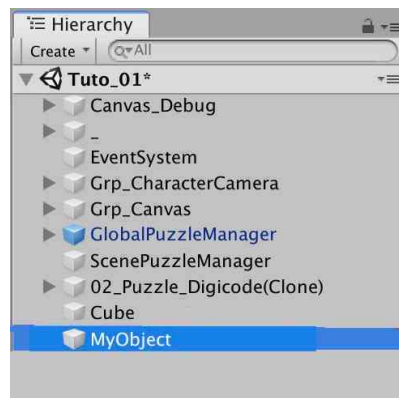 Hierarchy
Create All
Tuto_01*
Canvas_Debug
_
EventSystem
Grp_CharacterCamera
Grp_Canvas
GlobalPuzzleManager
ScenePuzzleManager
02_Puzzle_Digicode(Clone)
Cube
MyObject